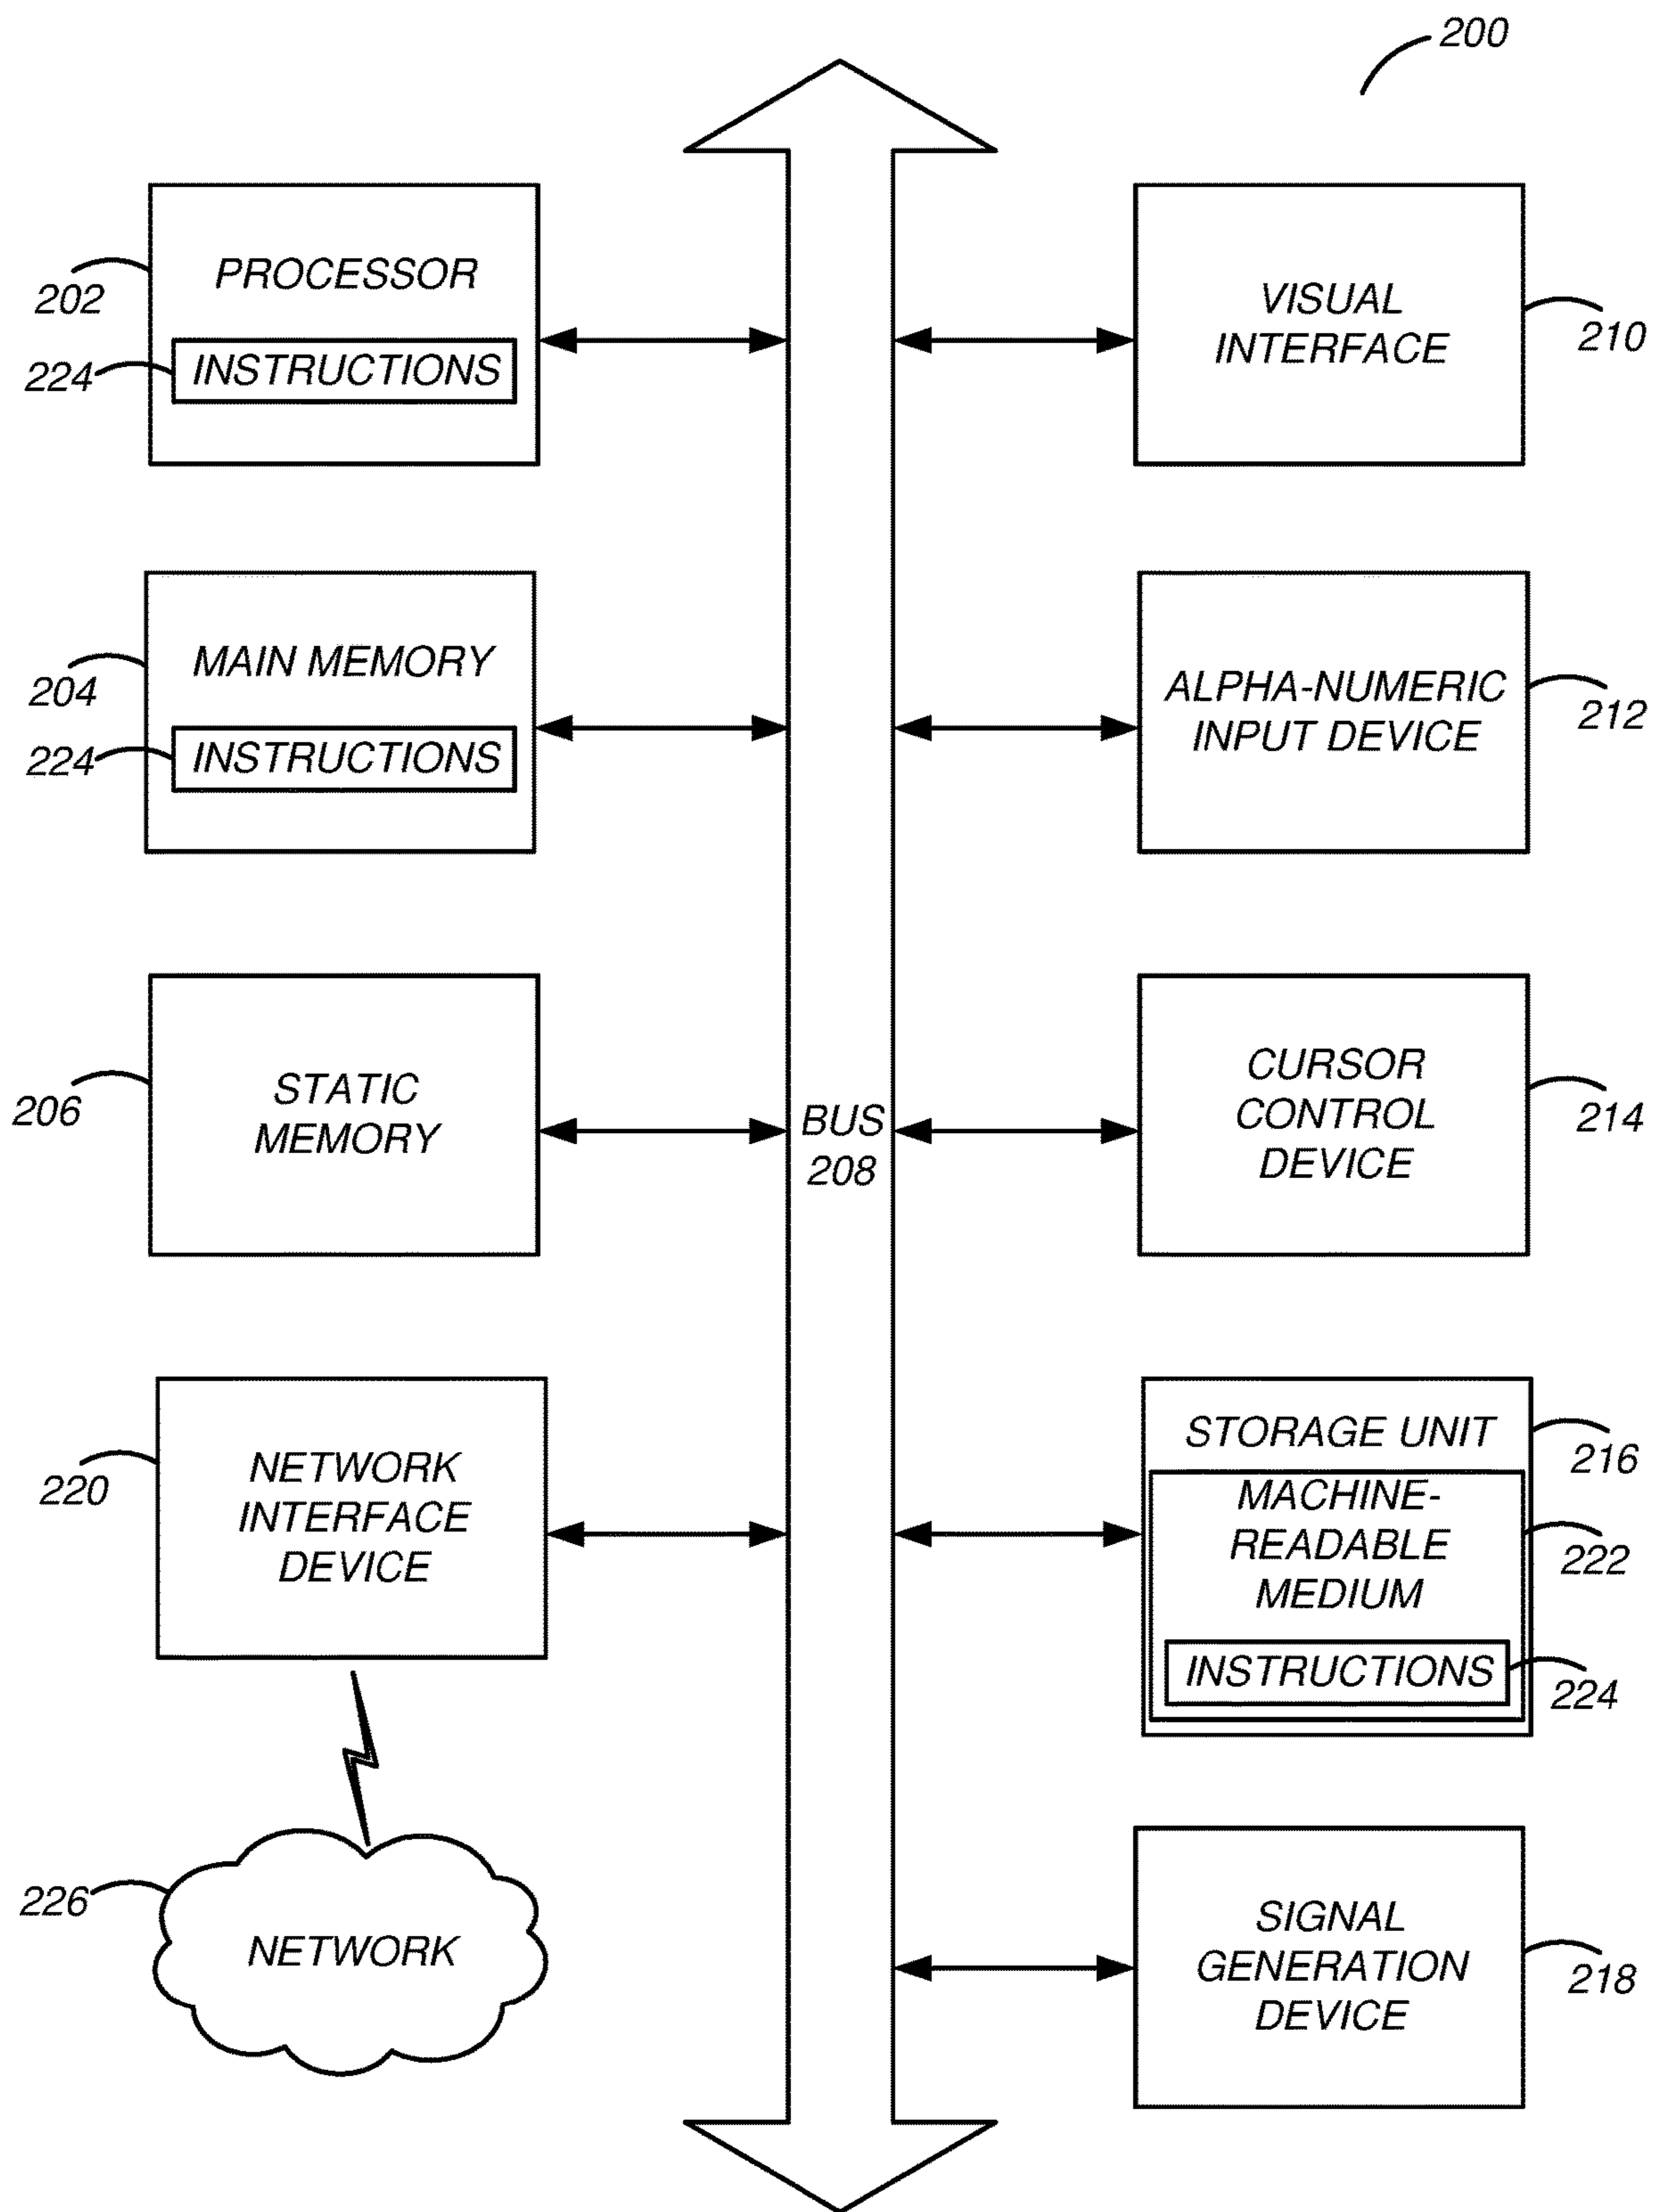 200
PROCESSOR
202
INSTRUCTIONS
224
VISUAL
INTERFACE
210
MAIN MEMORY
204
INSTRUCTIONS
224
ALPHA-NUMERIC
INPUT DEVICE
212
STATIC
MEMORY
206
BUS
208
CURSOR
CONTROL
DEVICE
214
NETWORK
INTERFACE
DEVICE
220
STORAGE UNIT
216
MACHINE-
READABLE
MEDIUM
222
INSTRUCTIONS
224
226
NETWORK
SIGNAL
GENERATION
DEVICE
218